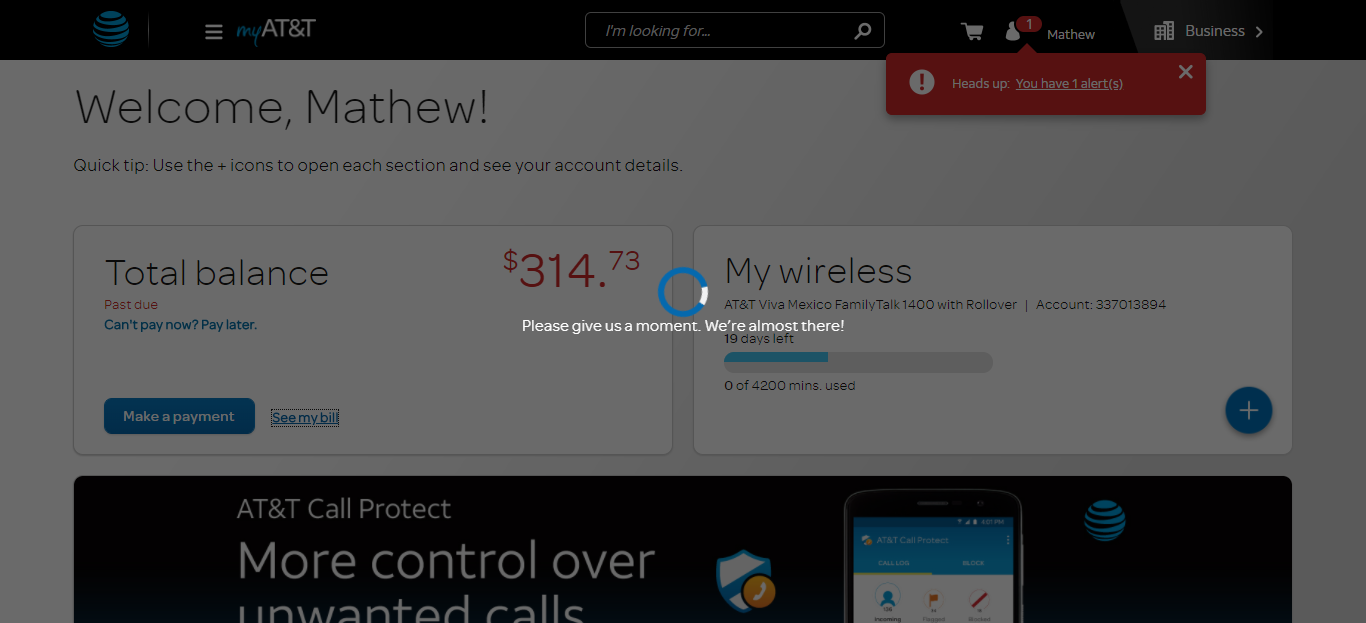 myAT&T
I'm looking for...
1
Mathew
Business
Heads up: You have 1 alert(s)
Welcome, Mathew!
Quick tip: Use the + icons to open each section and see your account details.
Total balance
$314.73
Past due
Can't pay now? Pay later.
Make a payment
See my bill
Please give us a moment. We're almost there!
My wireless
AT&T Viva Mexico FamilyTalk 1400 with Rollover | Account: 337013894
19 days left
0 of 4200 mins. used
AT&T Call Protect
More control over
unwanted calls
4:01 PM
AT&T Call Protect
CALL LOG BLOCK
Incoming Flagged Blocked